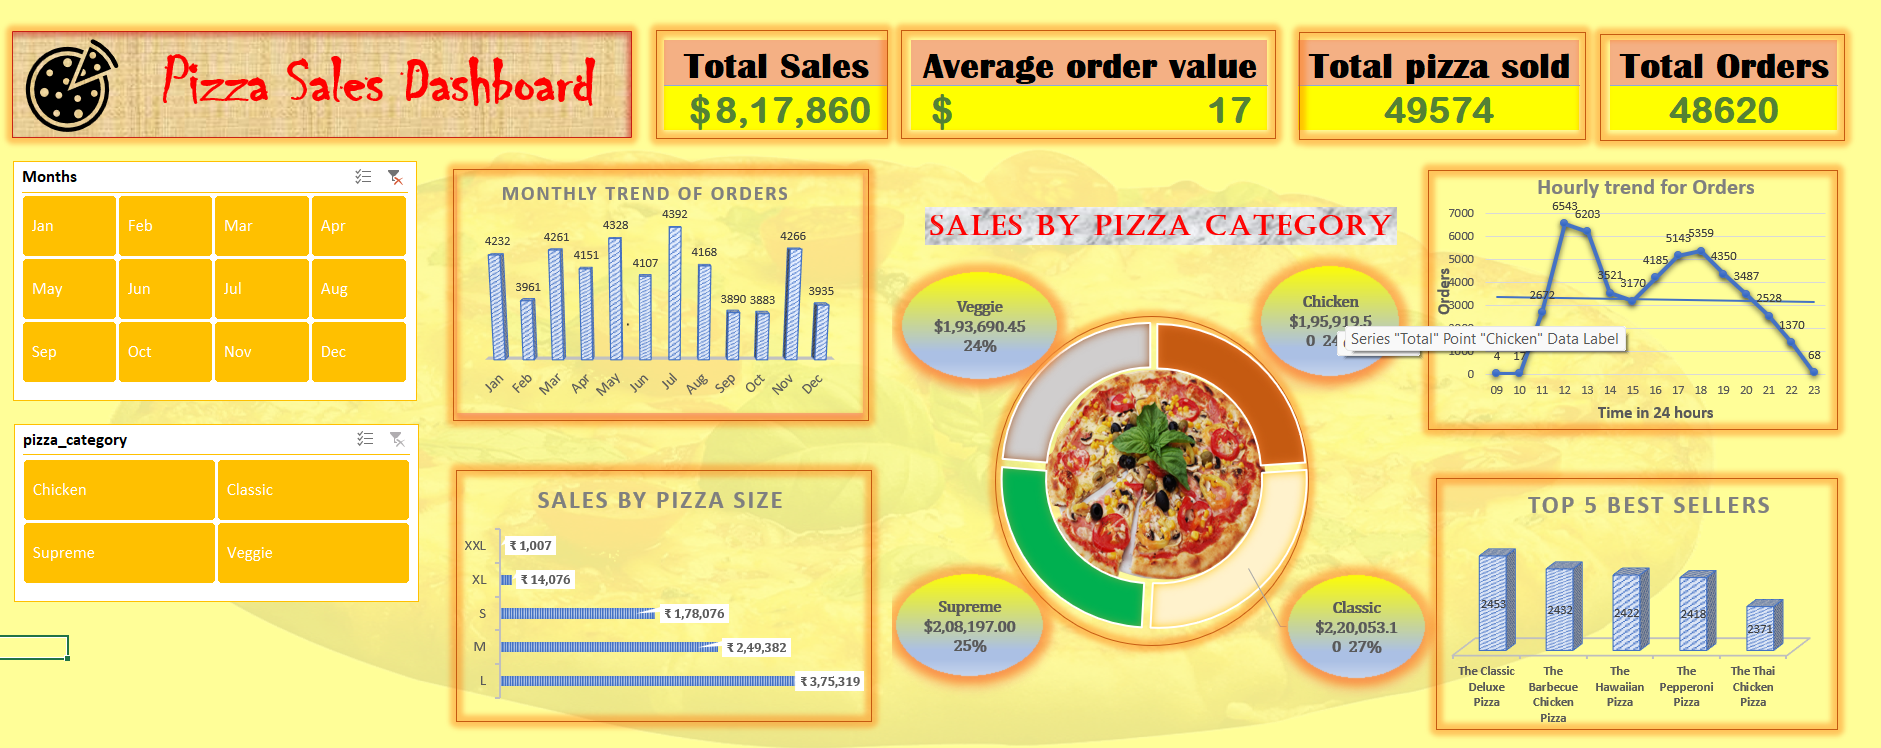 Pizza Sales Dashboard
Total Sales
$8,17,860
Average order value
$ 17
Total pizza sold
49574
Total Orders
48620
Months
Jan Feb Mar Apr
May Jun Jul Aug
Sep Oct Nov Dec
pizza_category
Chicken Classic
Supreme Veggie
MONTHLY TREND OF ORDERS
4232 3961 4261 4151 4328 4107 4392 4168 3890 3883 4266 3935
Jan Feb Mar Apr May Jun Jul Aug Sep Oct Nov Dec
SALES BY PIZZA SIZE
XXL ₹ 1,007
XL ₹ 14,076
S ₹ 1,78,076
M ₹ 2,49,382
L ₹ 3,75,319
SALES BY PIZZA CATEGORY
Veggie
$1,93,690.45
24%
Chicken
$1,95,919.5
0 24
Series "Total" Point "Chicken" Data Label
Supreme
$2,08,197.00
25%
Classic
$2,20,053.1
0 27%
Hourly trend for Orders
Orders
7000
6000
5000
4000
3000
1000
0
4 17 2672 6543 6203 3521 3170 4185 5143 5359 4350 3487 2528 1370 68
09 10 11 12 13 14 15 16 17 18 19 20 21 22 23
Time in 24 hours
TOP 5 BEST SELLERS
2453 2432 2422 2418 2371
The Classic Deluxe Pizza
The Barbecue Chicken Pizza
The Hawaiian Pizza
The Pepperoni Pizza
The Thai Chicken Pizza